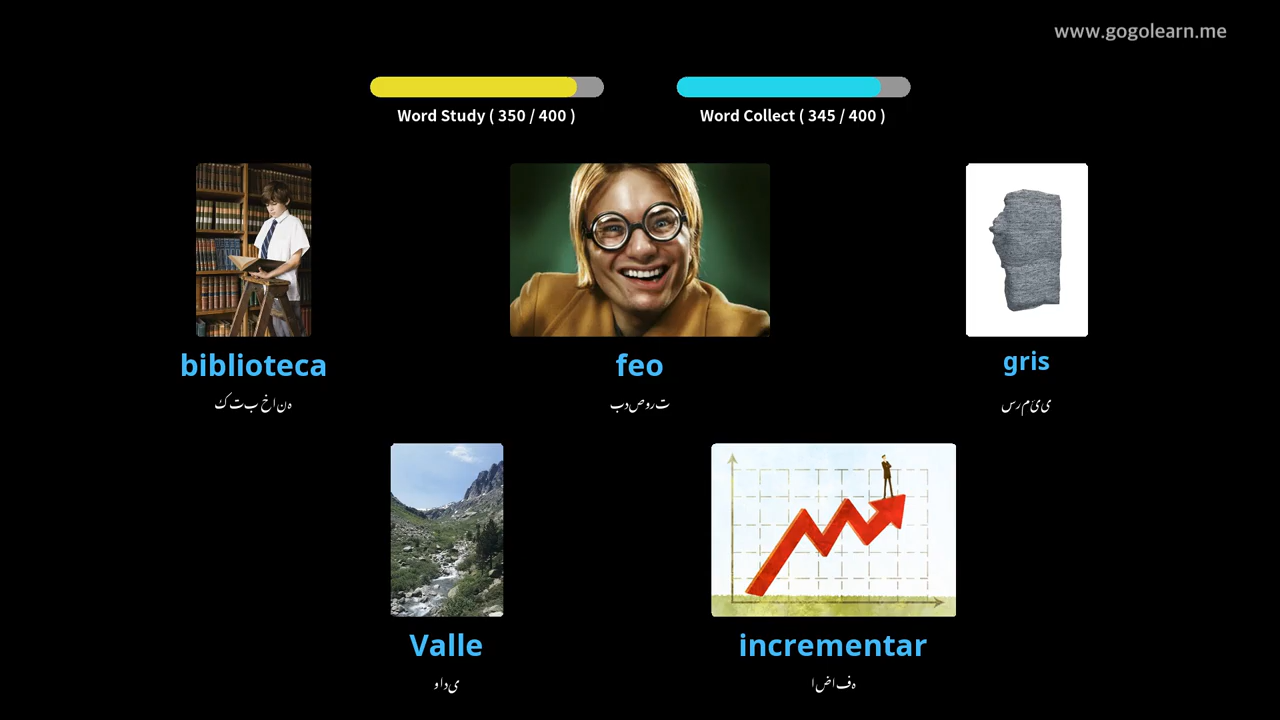 www.gogolearn.me
Word Study ( 350 / 400 )
Word Collect ( 345 / 400 )
biblioteca
کتب خانہ
feo
بدصورت
gris
سرمئی
Valle
وادی
incrementar
اضافہ